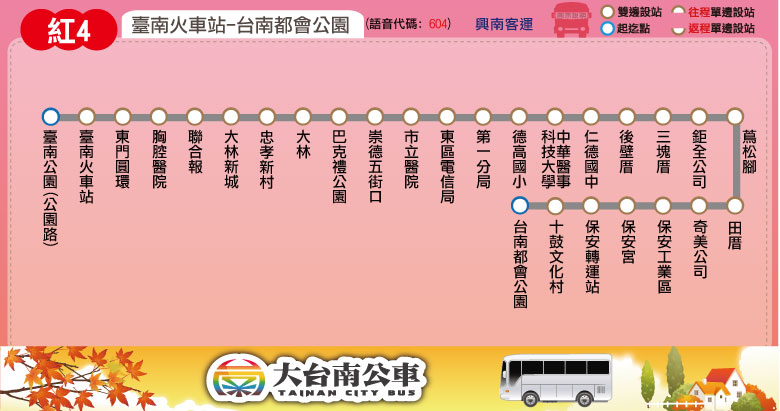 紅4
臺南火車站-台南都會公園
(語音代碼: 604)
興南客運
雙邊設站
往程單邊設站
起迄點
返程單邊設站
臺南公園(公園路)
臺南火車站
東門圓環
胸腔醫院
聯合報
大林新城
忠孝新村
大林
巴克禮公園
崇德五街口
市立醫院
東區電信局
第一分局
德高國小
中華醫事科技大學
仁德國中
後壁厝
三塊厝
鉅全公司
蔦松腳
田厝
奇美公司
保安工業區
保安宮
保安轉運站
十鼓文化村
台南都會公園
大台南公車
TAINAN CITY BUS